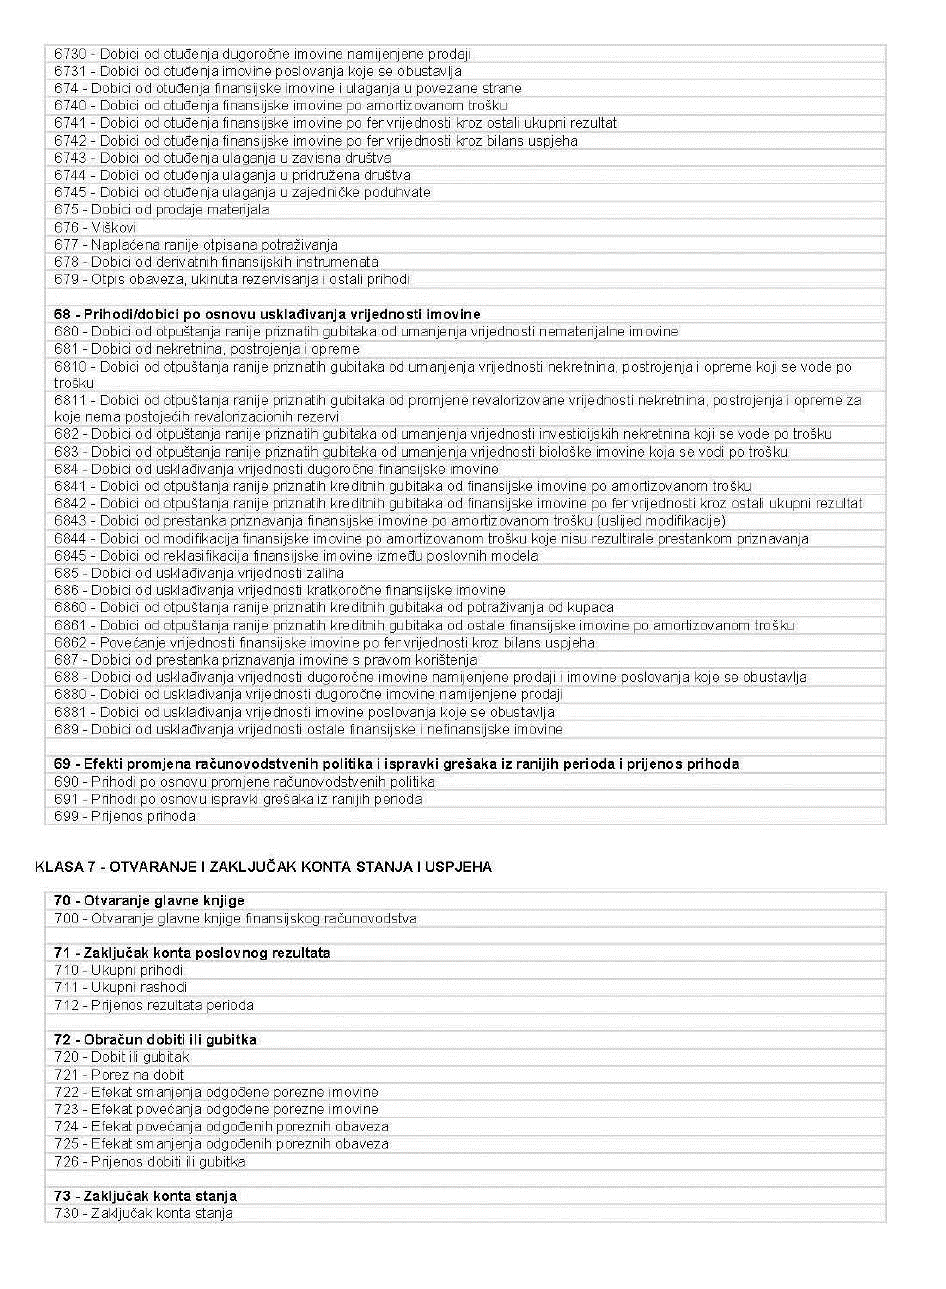 6730 - Dobici od otuđenja dugoročne imovine namijenjene prodaji
6731 - Dobici od otuđenja imovine poslovanja koje se obustavlja
674 - Dobici od otuđenja finansijske imovine i ulaganja u povezane strane
6740 - Dobici od otuđenja finansijske imovine po amortizovanom trošku
6741 - Dobici od otuđenja finansijske imovine po fer vrijednosti kroz ostali ukupni rezultat
6742 - Dobici od otuđenja finansijske imovine po fer vrijednosti kroz bilans uspjeha
6743 - Dobici od otuđenja ulaganja u zavisna društva
6744 - Dobici od otuđenja ulaganja u pridružena društva
6745 - Dobici od otuđenja ulaganja u zajedničke poduhvate
675 - Dobici od prodaje materijala
676 - Viškovi
677 - Naplaćena ranije otpisana potraživanja
678 - Dobici od derivatnih finansijskih instrumenata
679 - Otpis obaveza, ukinuta rezervisanja i ostali prihodi
68 - Prihodi/dobici po osnovu usklađivanja vrijednosti imovine
680 - Dobici od otpuštanja ranije priznatih gubitaka od umanjenja vrijednosti nematerijalne imovine
681 - Dobici od nekretnina, postrojenja i opreme
6810 - Dobici od otpuštanja ranije priznatih gubitaka od umanjenja vrijednosti nekretnina, postrojenja i opreme koji se vode po
trošku
6811 - Dobici od otpuštanja ranije priznatih gubitaka od promjene revalorizovane vrijednosti nekretnina, postrojenja i opreme za
koje nema postojećih revalorizacionih rezervi
682 - Dobici od otpuštanja ranije priznatih gubitaka od umanjenja vrijednosti investicijskih nekretnina koji se vode po trošku
683 - Dobici od otpuštanja ranije priznatih gubitaka od umanjenja vrijednosti biološke imovine koja se vodi po trošku
684 - Dobici od usklađivanja vrijednosti dugoročne finansijske imovine
6841 - Dobici od otpuštanja ranije priznatih kreditnih gubitaka od finansijske imovine po amortizovanom trošku
6842 - Dobici od otpuštanja ranije priznatih kreditnih gubitaka od finansijske imovine po fer vrijednosti kroz ostali ukupni rezultat
6843 - Dobici od prestanka priznavanja finansijske imovine po amortizovanom trošku (uslijed modifikacije)
6844 - Dobici od modifikacija finansijske imovine po amortizovanom trošku koje nisu rezultirale prestankom priznavanja
6845 - Dobici od reklasifikacija finansijske imovine između poslovnih modela
685 - Dobici od usklađivanja vrijednosti zaliha
686 - Dobici od usklađivanja vrijednosti kratkoročne finansijske imovine
6860 - Dobici od otpuštanja ranije priznatih kreditnih gubitaka od potraživanja od kupaca
6861 - Dobici od otpuštanja ranije priznatih kreditnih gubitaka od ostale finansijske imovine po amortizovanom trošku
6862 - Povećanje vrijednosti finansijske imovine po fer vrijednosti kroz bilans uspjeha
687 - Dobici od prestanka priznavanja imovine s pravom korištenja
688 - Dobici od usklađivanja vrijednosti dugoročne imovine namijenjene prodaji i imovine poslovanja koje se obustavlja
6880 - Dobici od usklađivanja vrijednosti dugoročne imovine namijenjene prodaji
6881 - Dobici od usklađivanja vrijednosti imovine poslovanja koje se obustavlja
689 - Dobici od usklađivanja vrijednosti ostale finansijske i nefinansijske imovine
69 - Efekti promjena računovodstvenih politika i ispravki grešaka iz ranijih perioda i prijenos prihoda
690 - Prihodi po osnovu promjene računovodstvenih politika
691 - Prihodi po osnovu ispravki grešaka iz ranijih perioda
699 - Prijenos prihoda
KLASA 7 - OTVARANJE I ZAKLJUČAK KONTA STANJA I USPJEHA
70 - Otvaranje glavne knjige
700 - Otvaranje glavne knjige finansijskog računovodstva
71 - Zaključak konta poslovnog rezultata
710 - Ukupni prihodi
711 - Ukupni rashodi
712 - Prijenos rezultata perioda
72 - Obračun dobiti ili gubitka
720 - Dobit ili gubitak
721 - Porez na dobit
722 - Efekat smanjenja odgođene porezne imovine
723 - Efekat povećanja odgođene porezne imovine
724 - Efekat povećanja odgođenih poreznih obaveza
725 - Efekat smanjenja odgođenih poreznih obaveza
726 - Prijenos dobiti ili gubitka
73 - Zaključak konta stanja
730 - Zaključak konta stanja